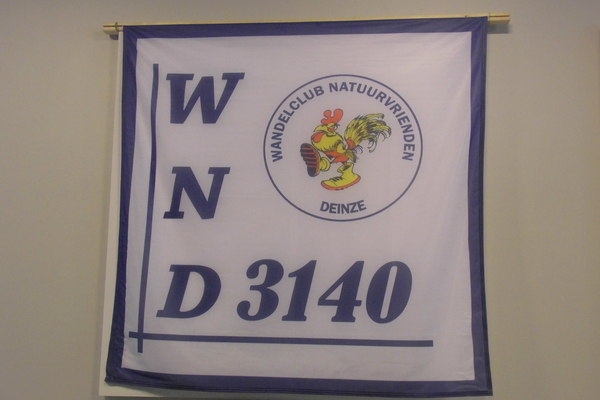 W
WANDELCLUB NATUURVRIENDEN
N
DEINZE
D 3140